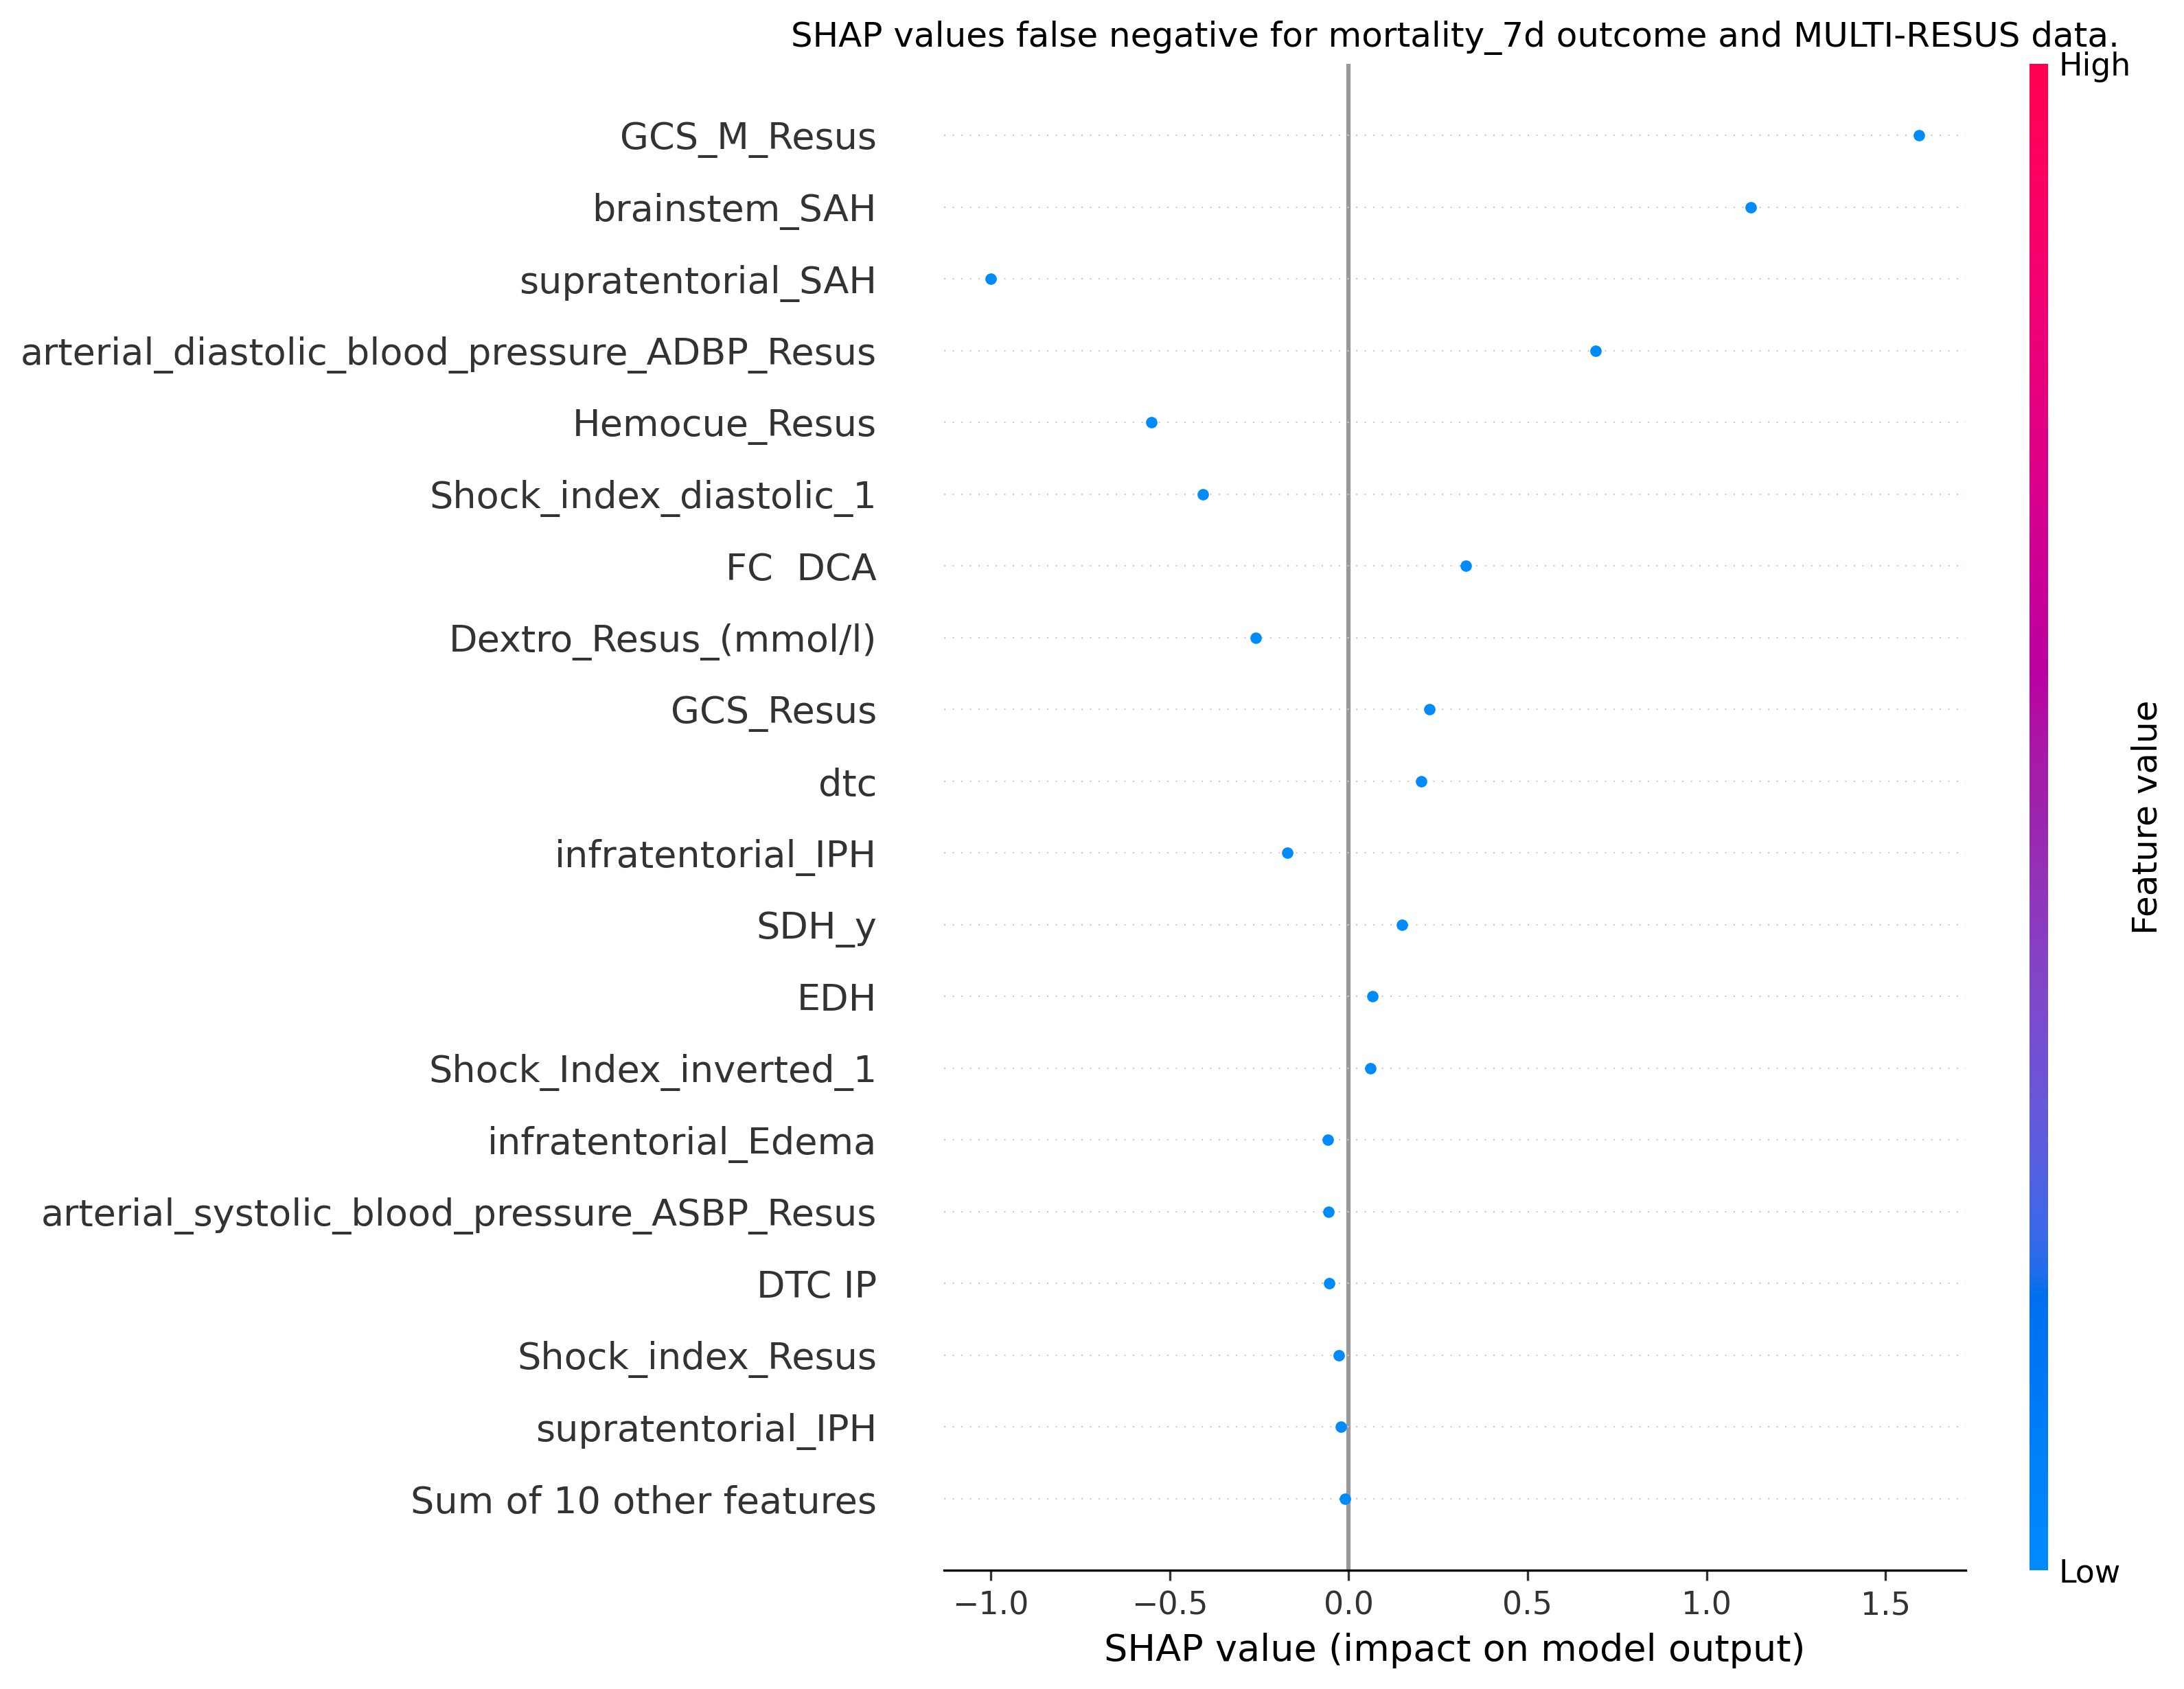 SHAP values false negative for mortality_7d outcome and MULTI-RESUS data.
High
GCS_M_Resus
brainstem_SAH
supratentorial_SAH
arterial_diastolic_blood_pressure_ADBP_Resus
Hemocue_Resus
Shock_index_diastolic_1
FC  DCA
Dextro_Resus_(mmol/l)
GCS_Resus
dtc
infratentorial_IPH
SDH_y
EDH
Shock_Index_inverted_1
infratentorial_Edema
arterial_systolic_blood_pressure_ASBP_Resus
DTC IP
Shock_index_Resus
supratentorial_IPH
Sum of 10 other features
Feature value
Low
−1.0 −0.5 0.0 0.5 1.0 1.5
SHAP value (impact on model output)